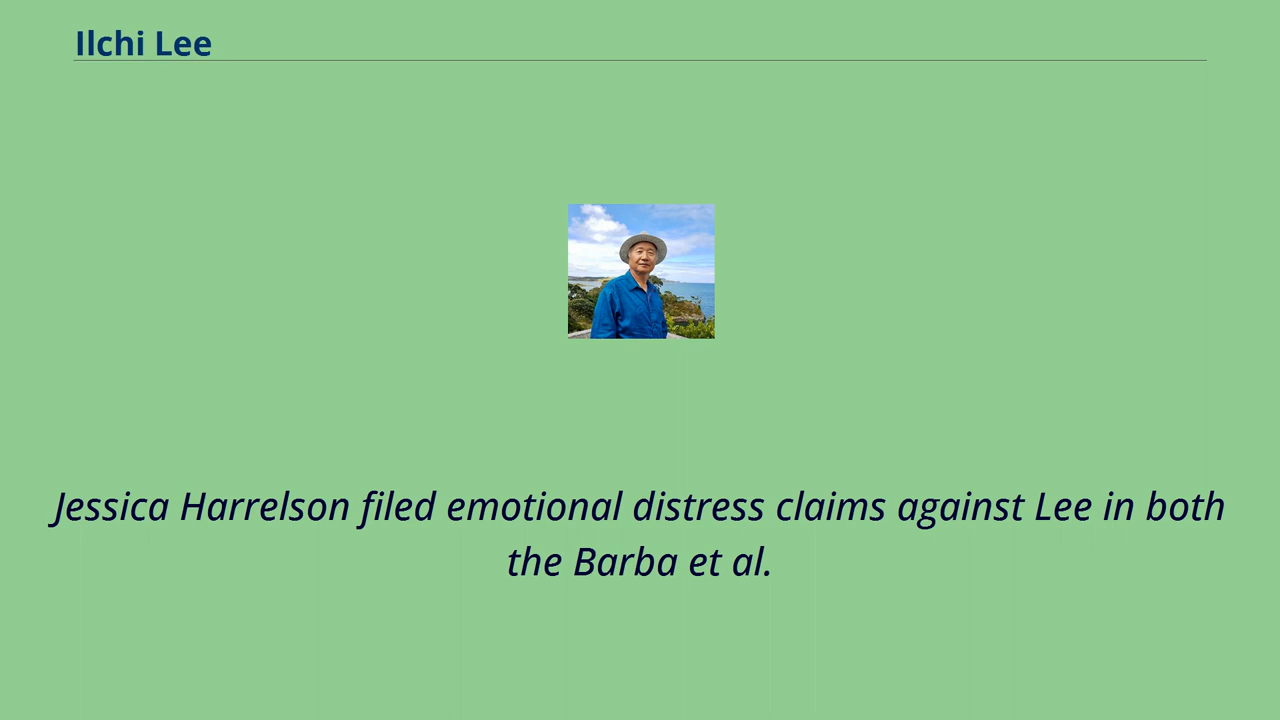 Ilchi Lee
Jessica Harrelson filed emotional distress claims against Lee in both
the Barba et al.